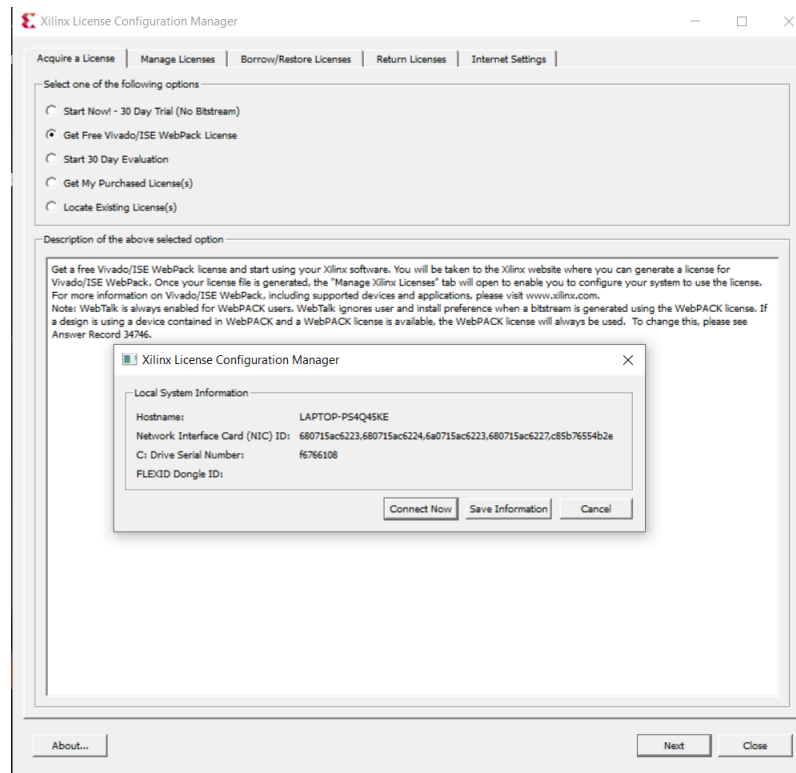 Xilinx License Configuration Manager
Acquire a License Manage Licenses Borrow/Restore Licenses Return Licenses Internet Settings
Select one of the following options
Start Now! - 30 Day Trial (No Bitstream)
Get Free Vivado/ISE WebPack License
Start 30 Day Evaluation
Get My Purchased License(s)
Locate Existing License(s)
Description of the above selected option
Get a free Vivado/ISE WebPack license and start using your Xilinx software. You will be taken to the Xilinx website where you can generate a license for
Vivado/ISE WebPack. Once your license file is generated, the "Manage Xilinx Licenses" tab will open to enable you to configure your system to use the license.
For more information on Vivado/ISE WebPack, including supported devices and applications, please visit www.xilinx.com.
Note: WebTalk is always enabled for WebPACK users. WebTalk ignores user and install preference when a bitstream is generated using the WebPACK license. If
a design is using a device contained in WebPACK and a WebPACK license is available, the WebPACK license will always be used. To change this, please see
Answer Record 34746.
Xilinx License Configuration Manager
Local System Information
Hostname: LAPTOP-PS4Q45KE
Network Interface Card (NIC) ID: 680715ac6223,680715ac6224,6a0715ac6223,680715ac6227,c85b76554b2e
C: Drive Serial Number: f6766108
FLEXID Dongle ID:
Connect Now Save Information Cancel
About... Next Close